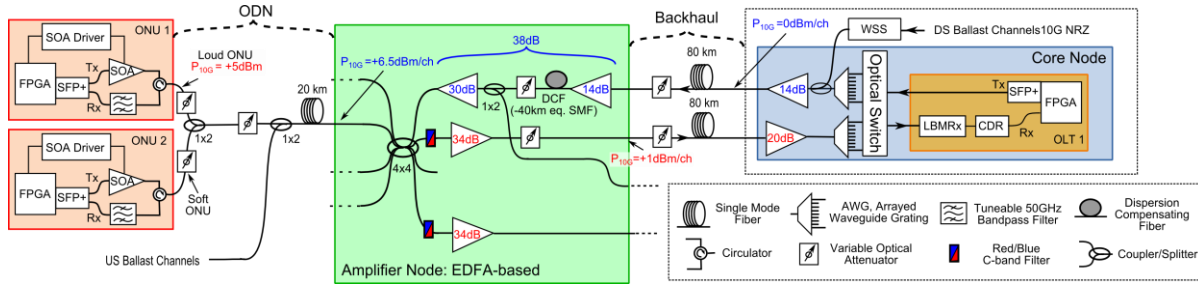 ODN
Backhaul
ONU 1
SOA Driver
FPGA
SFP+
Tx
Rx
SOA
Loud ONU
P10G = +5dBm
ONU 2
SOA Driver
FPGA
SFP+
Tx
Rx
SOA
1x2
Soft
ONU
1x2
20 km
US Ballast Channels
P10G=+6.5dBm/ch
38dB
30dB
1x2
DCF
(-40km eq. SMF)
14dB
34dB
4x4
34dB
Amplifier Node: EDFA-based
P10G=+1dBm/ch
80 km
80 km
P10G=0dBm/ch
WSS
DS Ballast Channels10G NRZ
Core Node
14dB
20dB
Optical
Switch
Tx
SFP+
FPGA
LBMRx
CDR
Rx
OLT 1
Single Mode
Fiber
AWG, Arrayed
Waveguide Grating
Tuneable 50GHz
Bandpass Filter
Dispersion
Compensating Fiber
Circulator
Variable Optical
Attenuator
Red/Blue
C-band Filter
Coupler/Splitter